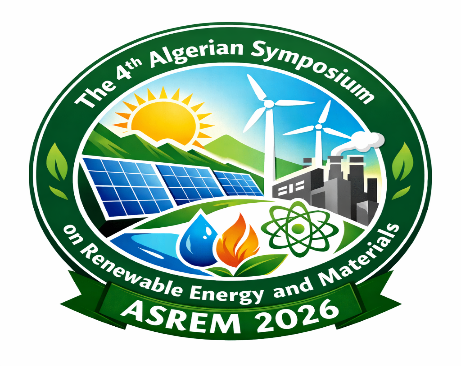 The 4th Algerian Symposium
on Renewable Energy and Materials
ASREM 2026